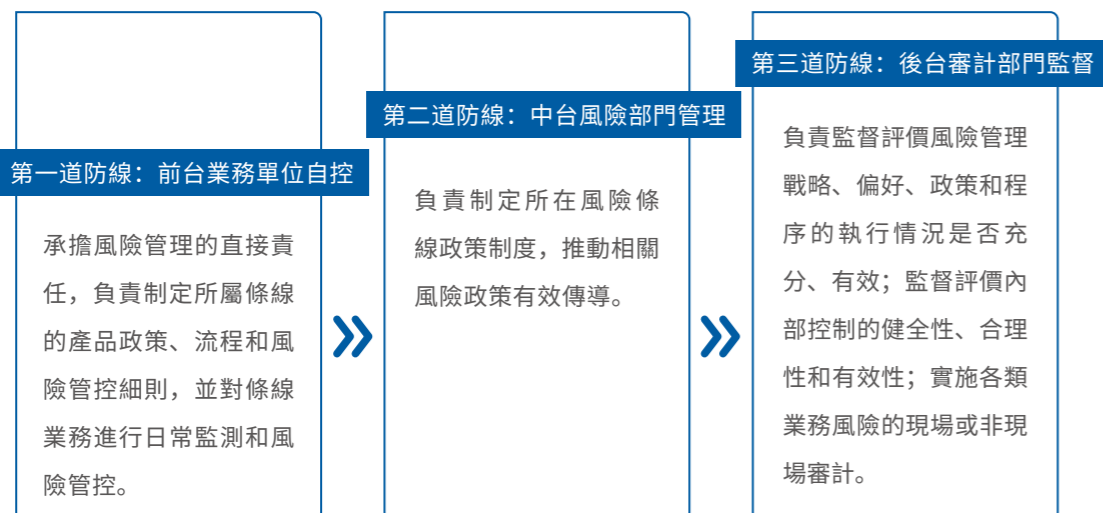 第一道防線：前台業務單位自控
承擔風險管理的直接責
任，負責制定所屬條線
的產品政策、流程和風
險管控細則，並對條線
業務進行日常監測和風
險管控。
第二道防線：中台風險部門管理
負責制定所在風險條
線政策制度，推動相關
風險政策有效傳導。
第三道防線：後台審計部門監督
負責監督評價風險管理
戰略、偏好、政策和程
序的執行情況是否充
分、有效；監督評價內
部控制的健全性、合理
性和有效性；實施各類
業務風險的現場或非現
場審計。